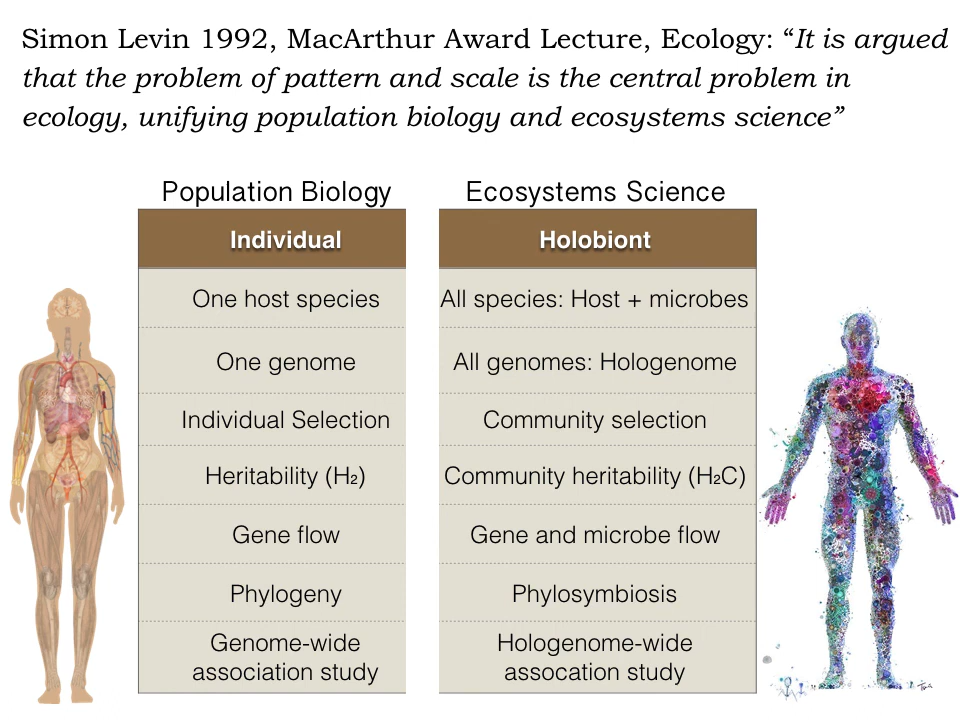 Simon Levin 1992, MacArthur Award Lecture, Ecology: “It is argued
that the problem of pattern and scale is the central problem in
ecology, unifying population biology and ecosystems science”
Population Biology
Ecosystems Science
Individual
Holobiont
One host species
All species: Host + microbes
One genome
All genomes: Hologenome
Individual Selection
Community selection
Heritability (H₂)
Community heritability (H₂C)
Gene flow
Gene and microbe flow
Phylogeny
Phylosymbiosis
Genome-wide
association study
Hologenome-wide
assocation study